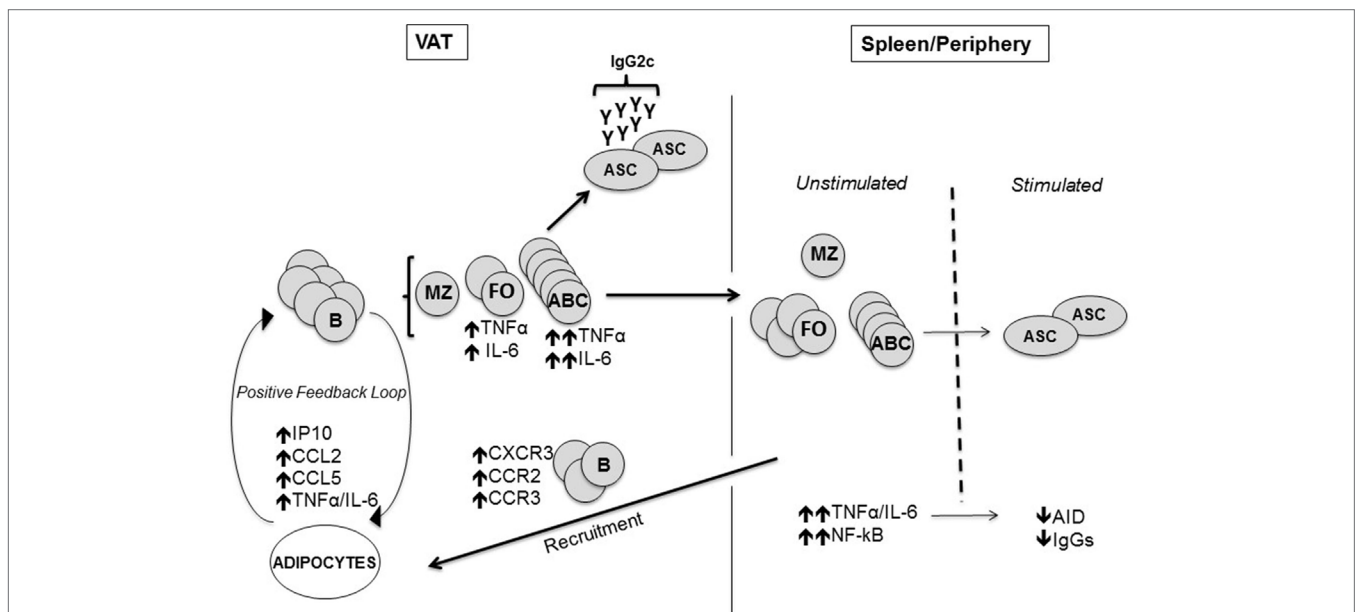 VAT
IgG2c
Y Y Y Y
Y Y Y
ASC
ASC
B
MZ
FO
ABC
↑TNFα
↑IL-6
↑↑TNFα
↑↑IL-6
Positive Feedback Loop
↑IP10
↑CCL2
↑CCL5
↑TNFα/IL-6
ADIPOCYTES
↑CXCR3
↑CCR2
↑CCR3
B
Recruitment
Spleen/Periphery
Unstimulated
Stimulated
MZ
FO
ABC
ASC
ASC
↑↑TNFα/IL-6
↑↑NF-kB
↓AID
↓IgGs